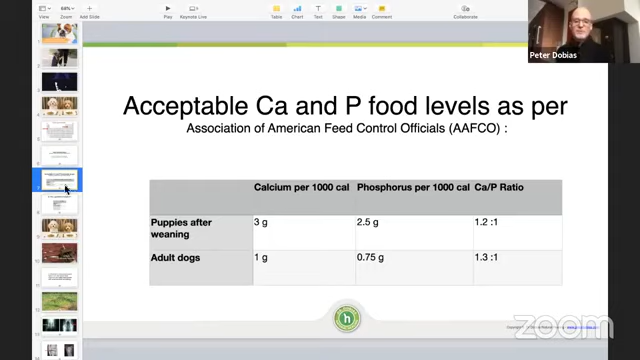 View
Zoom
Add Slide
Play
Keynote Live
Table
Chart
Text
Shape
Media
Comment
Collaborate
Peter Dobias
Acceptable Ca and P food levels as per
Association of American Feed Control Officials (AAFCO) :
Calcium per 1000 cal Phosphorus per 1000 cal Ca/P Ratio
Puppies after weaning 3 g 2.5 g 1.2 :1
Adult dogs 1 g 0.75 g 1.3 :1
h
zoom